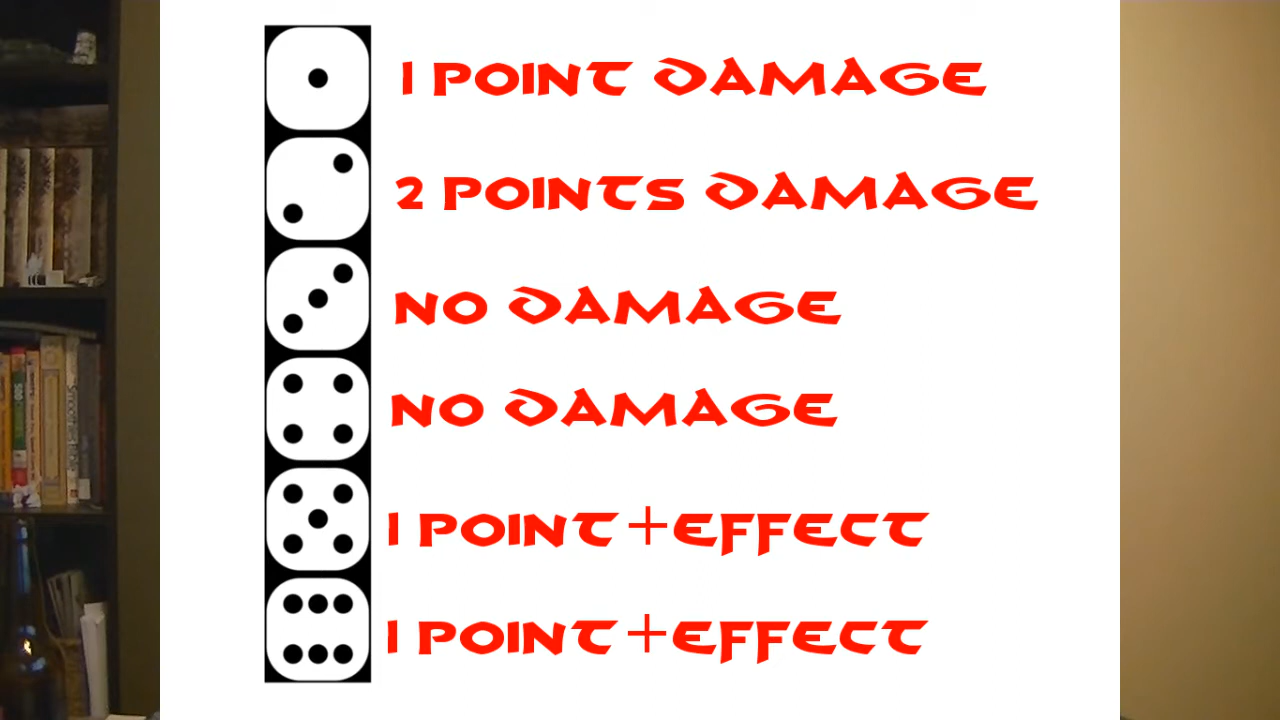 1 POINT DAMAGE
2 POINTS DAMAGE
NO DAMAGE
NO DAMAGE
1 POINT +EFFECT
1 POINT +EFFECT